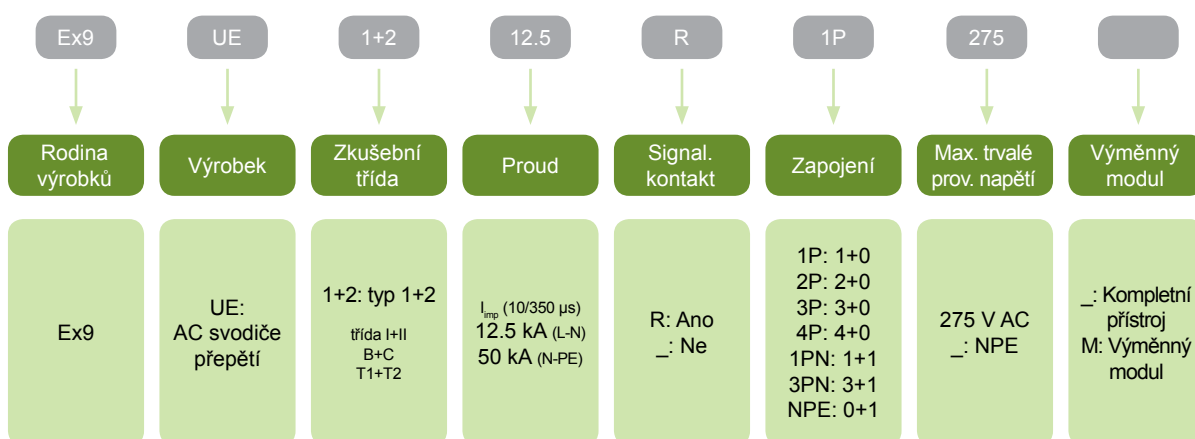 Ex9
UE
1+2
12.5
R
1P
275
Rodina
výrobků
Výrobek
Zkušební
třída
Proud
Signal.
kontakt
Zapojení
Max. trvalé
prov. napětí
Výměnný
modul
Ex9
UE:
AC svodiče
přepětí
1+2: typ 1+2
třída I+II
B+C
T1+T2
Iimp (10/350 µs)
12.5 kA (L-N)
50 kA (N-PE)
R: Ano
_: Ne
1P: 1+0
2P: 2+0
3P: 3+0
4P: 4+0
1PN: 1+1
3PN: 3+1
NPE: 0+1
275 V AC
_: NPE
_: Kompletní
přístroj
M: Výměnný
modul